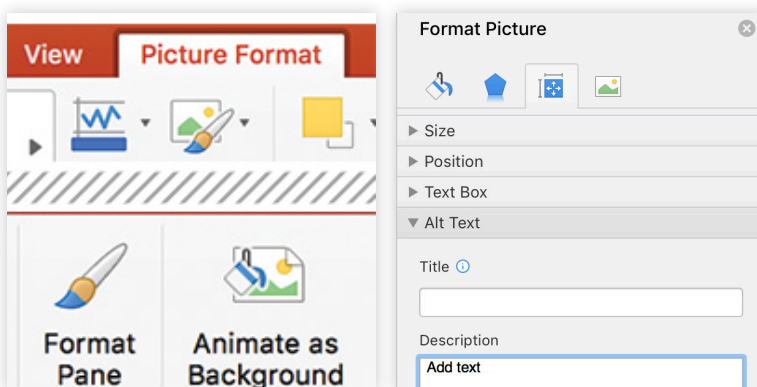 View
Picture Format
Format
Pane
Animate as
Background
Format Picture
Size
Position
Text Box
Alt Text
Title
Description
Add text